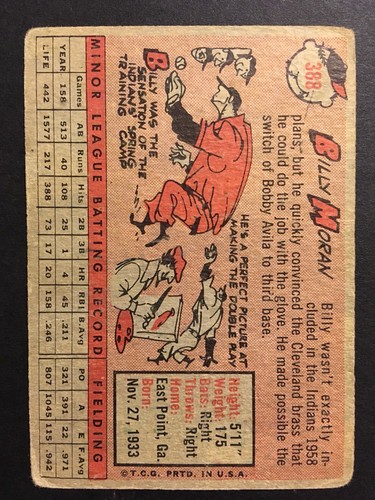 388
BILLY MORAN
Billy wasn't exactly in-
cluded in the Indians 1958
plans—but he quickly convinced the Cleveland brass that
he could do the job with the glove. He made possible the
switch of Bobby Avila to third base.
BILLY WAS THE
SENSATION OF THE
INDIANS' SPRING
TRAINING
CAMP
HE'S A PERFECT PICTURE AT
MAKING THE DOUBLE PLAY
Height: 5'11"
Weight: 175
Bats: Right
Throws: Right
Home:
East Point, Ga.
Born:
Nov. 27, 1933
MINOR LEAGUE BATTING RECORD FIELDING
Games AB Runs Hits 2B 3B HR RBI B.Avg PO A E F.Avg
YEAR 158 513 40 108 25 1 4 45 .211 321 391 22 .971
LIFE 442 1577 217 388 73 17 20 158 .246 807 1045 115 .942
© T.C.G. PRTD. IN U.S.A.